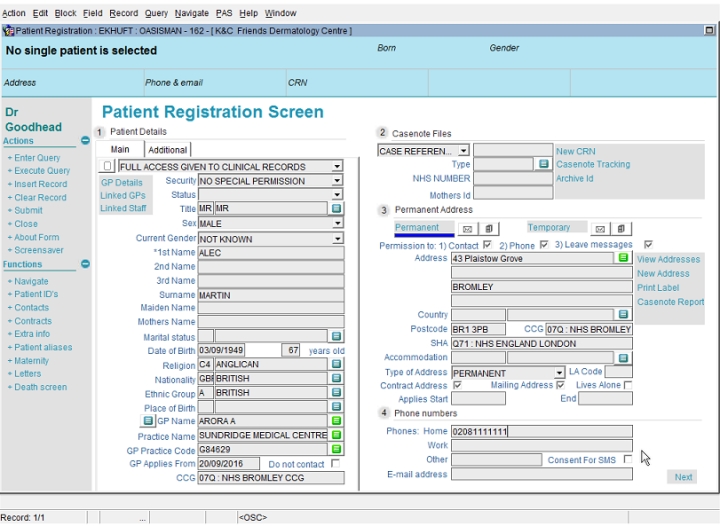 Action Edit Block Field Record Query Navigate PAS Help Window
Patient Registration : EKHUFT : OASISMAN - 162 - [ K&C Friends Dermatology Centre ]
No single patient is selected
Born
Gender
Address
Phone & email
CRN
Dr Goodhead
Actions
+ Enter Query
+ Execute Query
+ Insert Record
+ Clear Record
+ Submit
+ Close
+ About Form
+ Screensaver
Functions
+ Navigate
+ Patient ID's
+ Contacts
+ Contracts
+ Extra info
+ Patient aliases
+ Maternity
+ Letters
+ Death screen
Patient Registration Screen
1 Patient Details
Main Additional
FULL ACCESS GIVEN TO CLINICAL RECORDS
GP Details
Linked GPs
Linked Staff
Security NO SPECIAL PERMISSION
Status
Title MR MR
Sex MALE
Current Gender NOT KNOWN
*1st Name ALEC
2nd Name
3rd Name
Surname MARTIN
Maiden Name
Mothers Name
Marital status
Date of Birth 03/09/1949 67 years old
Religion C4 ANGLICAN
Nationality GBI BRITISH
Ethnic Group A BRITISH
Place of Birth
GP Name ARORA A
Practice Name SUNDRIDGE MEDICAL CENTRE
GP Practice Code G84629
GP Applies From 20/09/2016 Do not contact
CCG 07Q : NHS BROMLEY CCG
2 Casenote Files
CASE REFEREN...
New CRN
Type
Casenote Tracking
NHS NUMBER
Archive Id
Mothers Id
3 Permanent Address
Permanent Temporary
Permission to: 1) Contact 2) Phone 3) Leave messages
Address 43 Plaistow Grove
View Addresses
New Address
BROMLEY
Print Label
Casenote Report
Country
Postcode BR1 3PB CCG 07Q : NHS BROMLEY
SHA Q71 : NHS ENGLAND LONDON
Accommodation
Type of Address PERMANENT LA Code
Contract Address Mailing Address Lives Alone
Applies Start End
4 Phone numbers
Phones: Home 02081111111
Work
Other Consent For SMS
E-mail address
Next
Record: 1/1 ... <OSC>